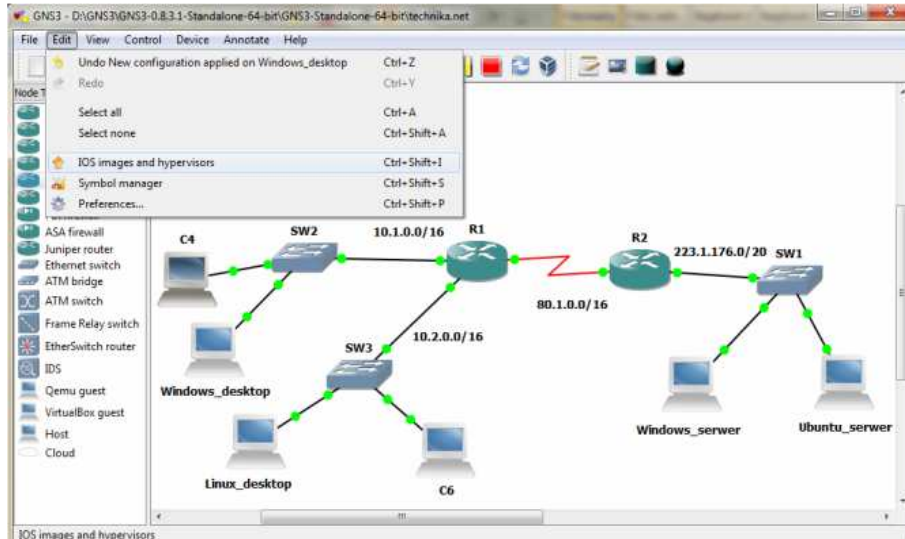 GNS3 - D:\GNS3\GNS3-0.8.3.1-Standalone-64-bit\GNS3-Standalone-64-bit\technika.net
File Edit View Control Device Annotate Help
Undo New configuration applied on Windows_desktop Ctrl+Z
Redo Ctrl+Y
Select all Ctrl+A
Select none Ctrl+Shift+A
IOS images and hypervisors Ctrl+Shift+I
Symbol manager Ctrl+Shift+S
Preferences... Ctrl+Shift+P
Node T
ASA firewall
Juniper router
Ethernet switch
ATM bridge
ATM switch
Frame Relay switch
EtherSwitch router
IDS
Qemu guest
VirtualBox guest
Host
Cloud
C4
SW2
10.1.0.0/16
R1
R2
223.1.176.0/20
SW1
80.1.0.0/16
10.2.0.0/16
SW3
Windows_desktop
Linux_desktop
C6
Windows_serwer
Ubuntu_serwer
IOS images and hypervisors